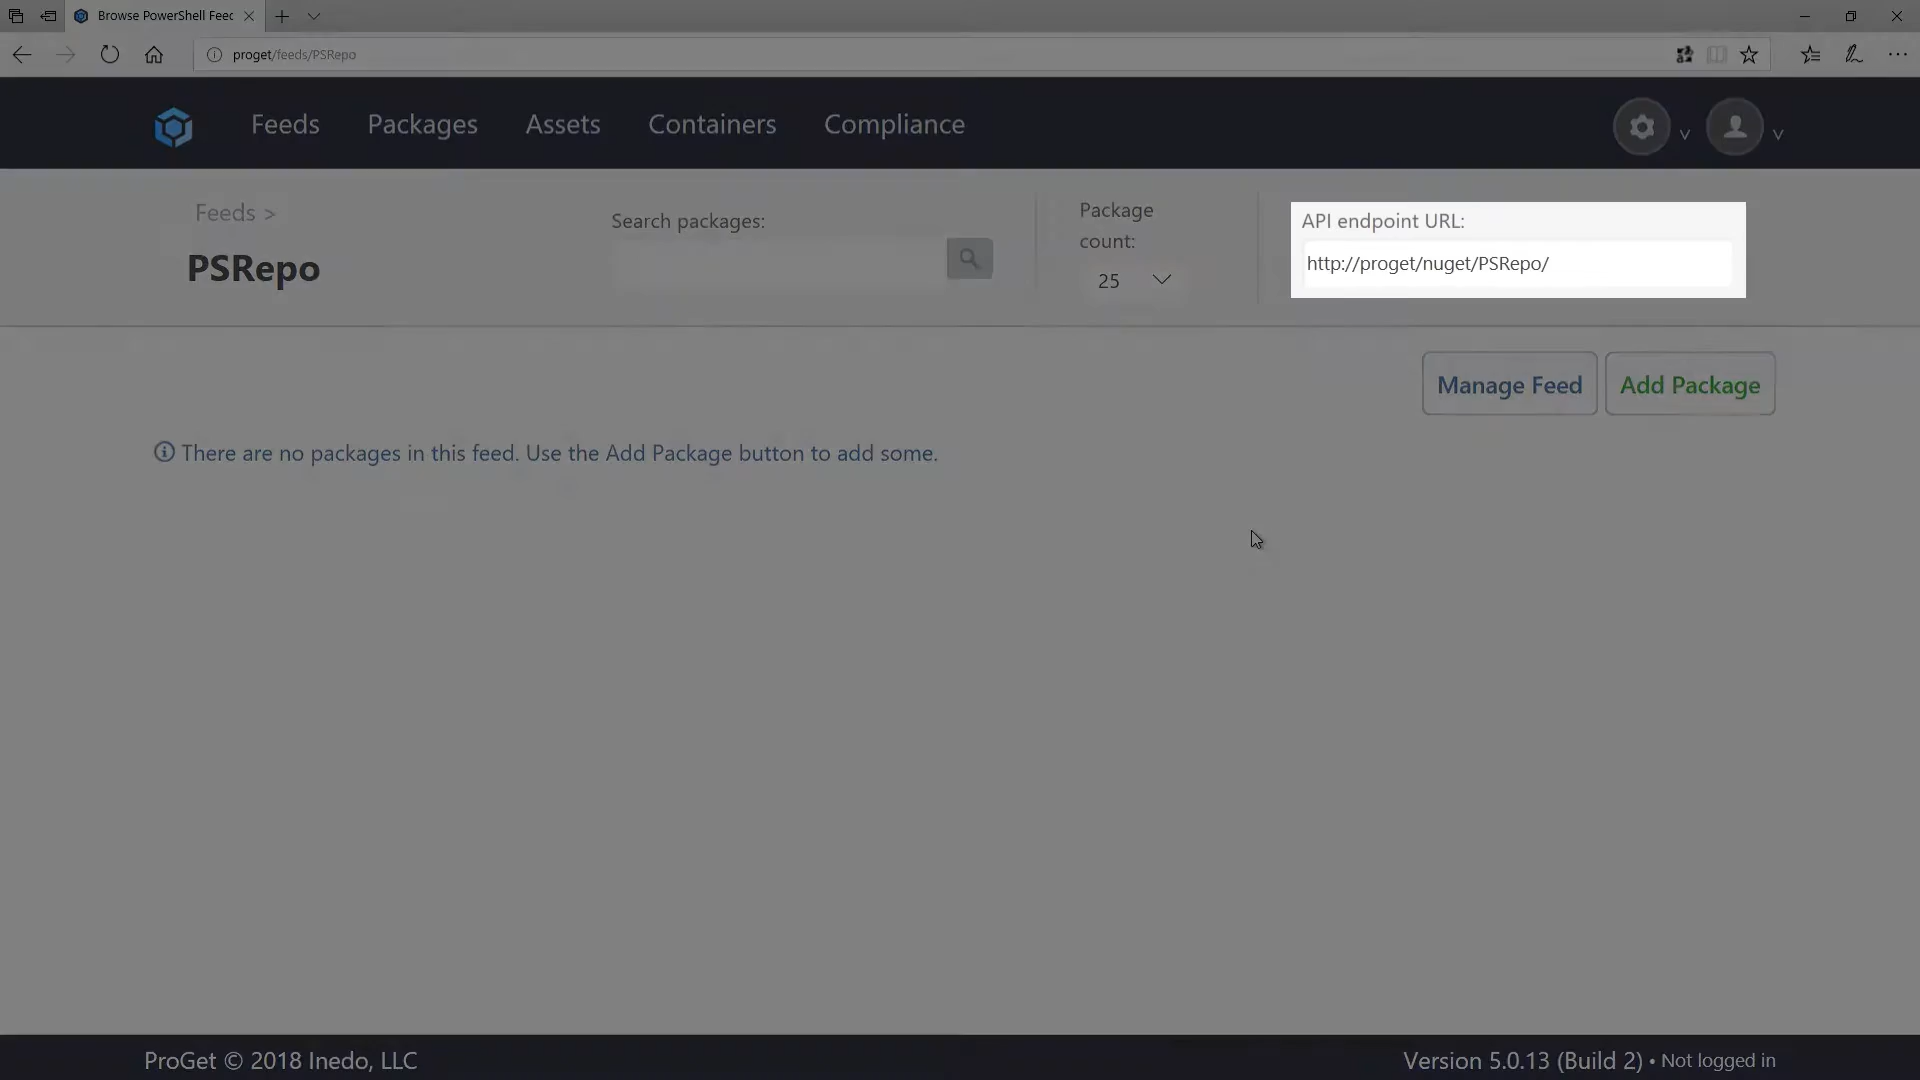 Browse PowerShell Feec
proget/feeds/PSRepo
Feeds Packages Assets Containers Compliance
Feeds >
PSRepo
Search packages:
Package
count:
25
API endpoint URL:
http://proget/nuget/PSRepo/
Manage Feed Add Package
There are no packages in this feed. Use the Add Package button to add some.
ProGet © 2018 Inedo, LLC
Version 5.0.13 (Build 2) • Not logged in